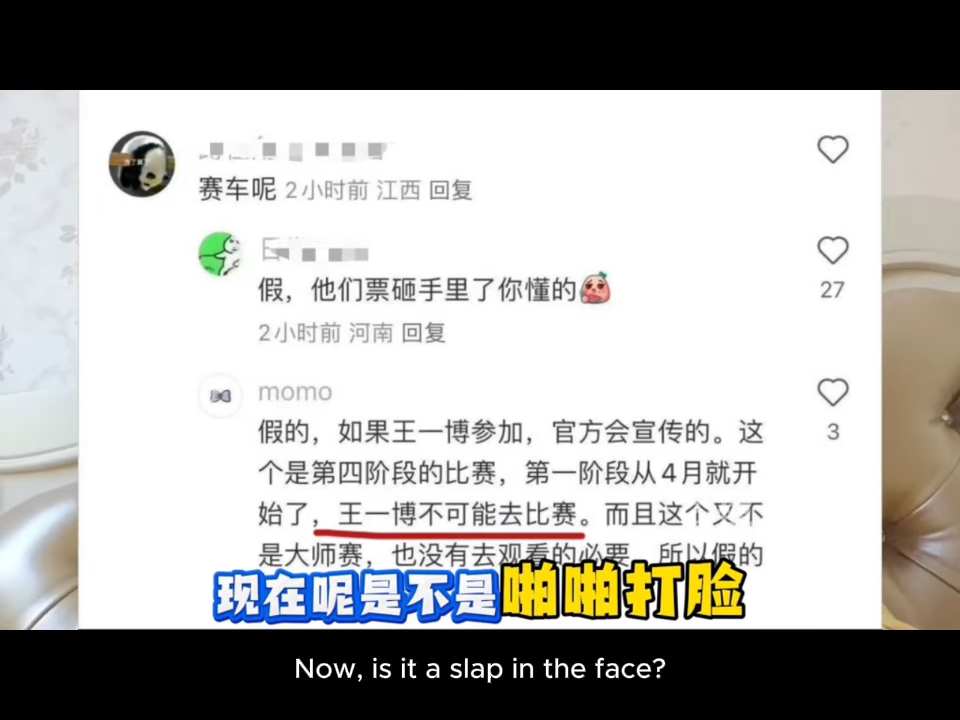 赛车呢 2小时前 江西 回复
假，他们票砸手里了你懂的
27
2小时前 河南 回复
momo
假的，如果王一博参加，官方会宣传的。这
3
个是第四阶段的比赛，第一阶段从4月就开
始了，王一博不可能去比赛。而且这个又不
是大师赛，也没有去观看的必要，所以假的
现在呢是不是啪啪打脸
Now, is it a slap in the face?